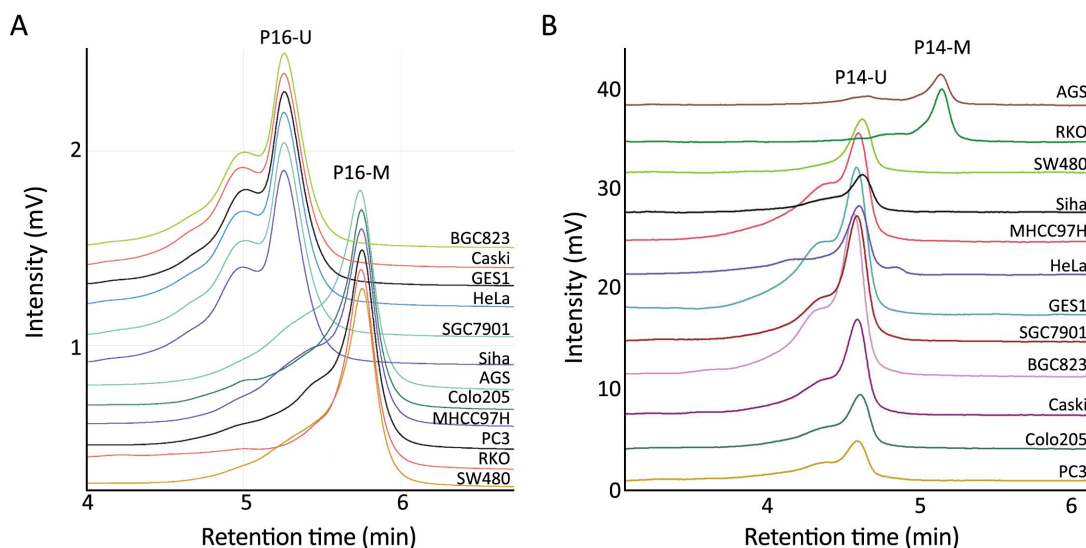 A
P16-U
P16-M
2
1
Intensity (mV)
BGC823
Caski
GES1
HeLa
SGC7901
Siha
AGS
Colo205
MHCC97H
PC3
RKO
SW480
4
5
6
Retention time (min)
B
P14-M
P14-U
40
30
20
10
0
Intensity (mV)
AGS
RKO
SW480
Siha
MHCC97H
HeLa
GES1
SGC7901
BGC823
Caski
Colo205
PC3
4
5
6
Retention time (min)